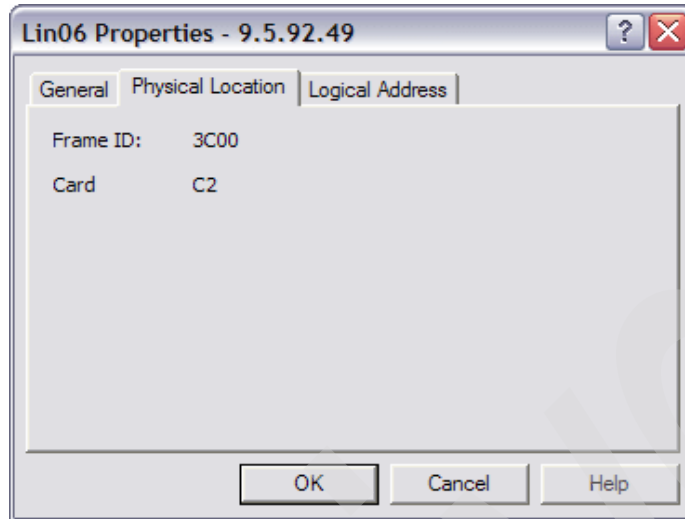 Lin06 Properties - 9.5.92.49 ?
General Physical Location Logical Address
Frame ID: 3C00
Card C2
OK Cancel Help